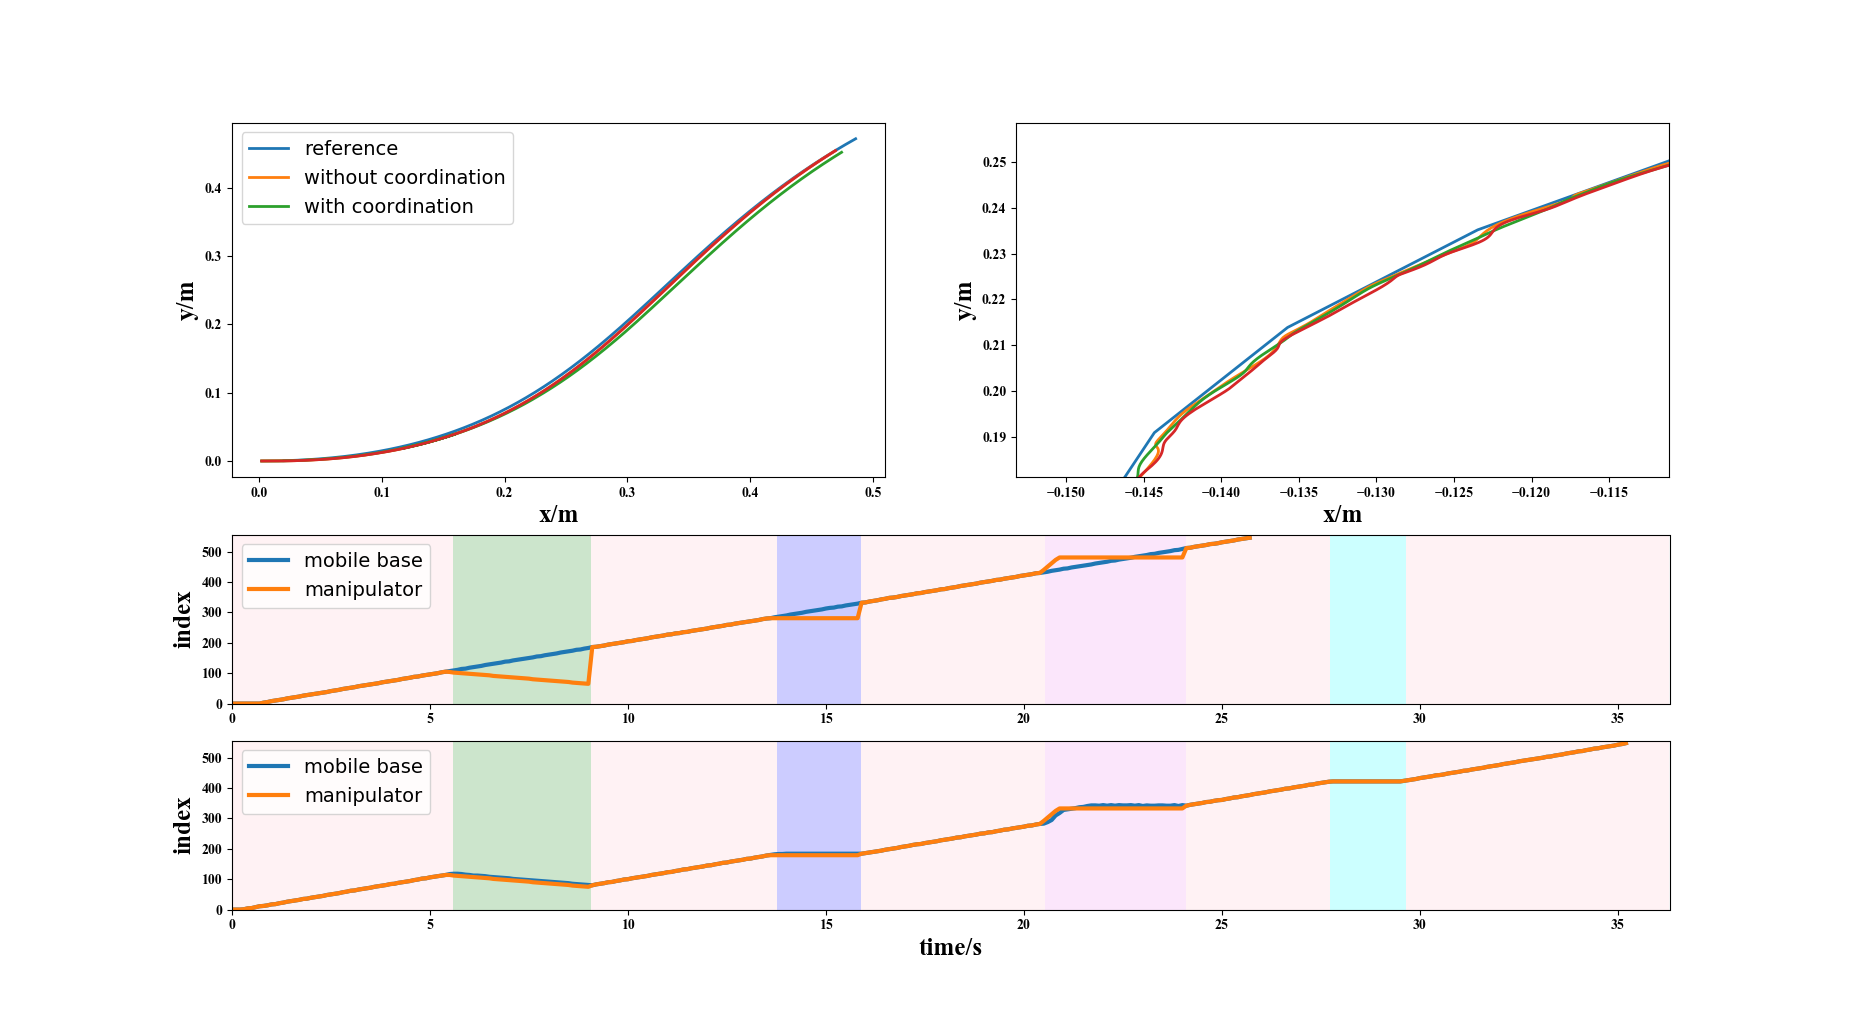 reference
without coordination
with coordination
y/m
0.4
0.3
0.2
0.1
0.0
0.0 0.1 0.2 0.3 0.4 0.5
x/m
y/m
0.25
0.24
0.23
0.22
0.21
0.20
0.19
−0.150 −0.145 −0.140 −0.135 −0.130 −0.125 −0.120 −0.115
x/m
mobile base
manipulator
index
500
400
300
200
100
0
0 5 10 15 20 25 30 35
mobile base
manipulator
index
500
400
300
200
100
0
0 5 10 15 20 25 30 35
time/s